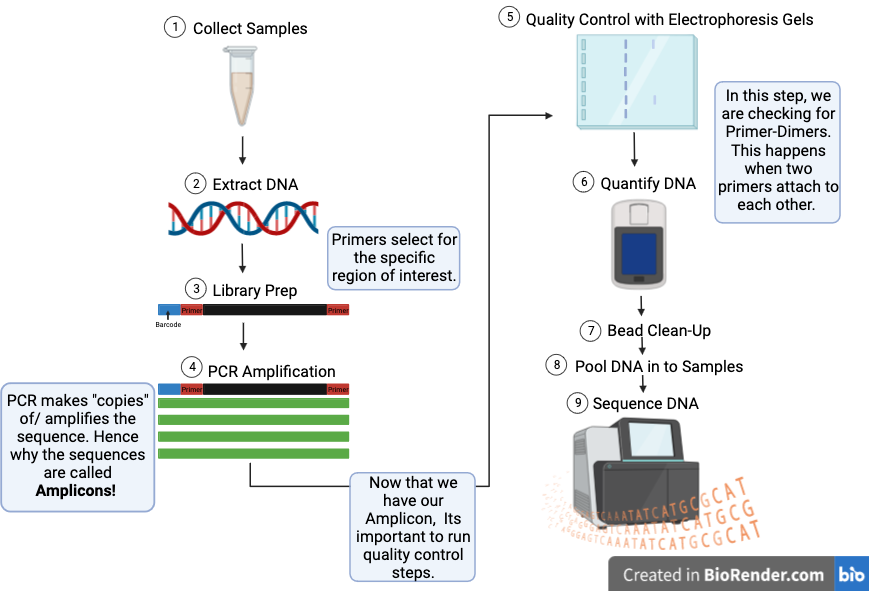 1 Collect Samples
2 Extract DNA
Primers select for
the specific
region of interest.
3 Library Prep
Primer
Primer
Barcode
4 PCR Amplification
Primer
Primer
PCR makes "copies"
of/ amplifies the
sequence. Hence
why the sequences
are called
Amplicons!
Now that we
have our
Amplicon, Its
important to run
quality control
steps.
5 Quality Control with Electrophoresis Gels
In this step, we
are checking for
Primer-Dimers.
This happens
when two
primers attach to
each other.
6 Quantify DNA
7 Bead Clean-Up
8 Pool DNA in to Samples
9 Sequence DNA
TCAAATATCATGCGCAT
GAGTCAAATATCATGCG
GGGAGTCAAATATCATGCGCAT
Created in BioRender.com bio